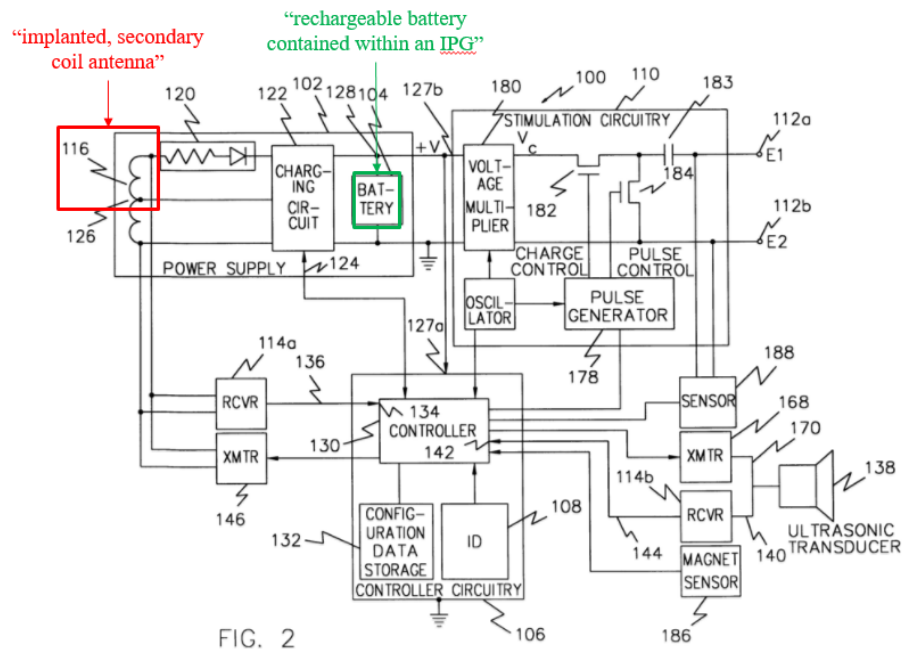 “implanted, secondary
coil antenna”
“rechargeable battery
contained within an IPG”
120
122
102
128
104
127b
180
100
110
183
112a
STIMULATION CIRCUITRY
116
+V
V
c
E1
CHARG-
ING
CIR-
CUIT
BAT-
TERY
VOLT-
AGE
MULTI-
PLIER
182
184
112b
126
E2
POWER SUPPLY
124
CHARGE
CONTROL
PULSE
CONTROL
OSCIL-
LATOR
PULSE
GENERATOR
127a
114a
136
178
188
RCVR
134
CONTROLLER
130
142
SENSOR
168
170
XMTR
XMTR
146
114b
138
132
CONFIG-
URATION
DATA
STORAGE
ID
108
RCVR
144
140
ULTRASONIC
TRANSDUCER
MAGNET
SENSOR
CONTROLLER CIRCUITRY
106
186
FIG. 2